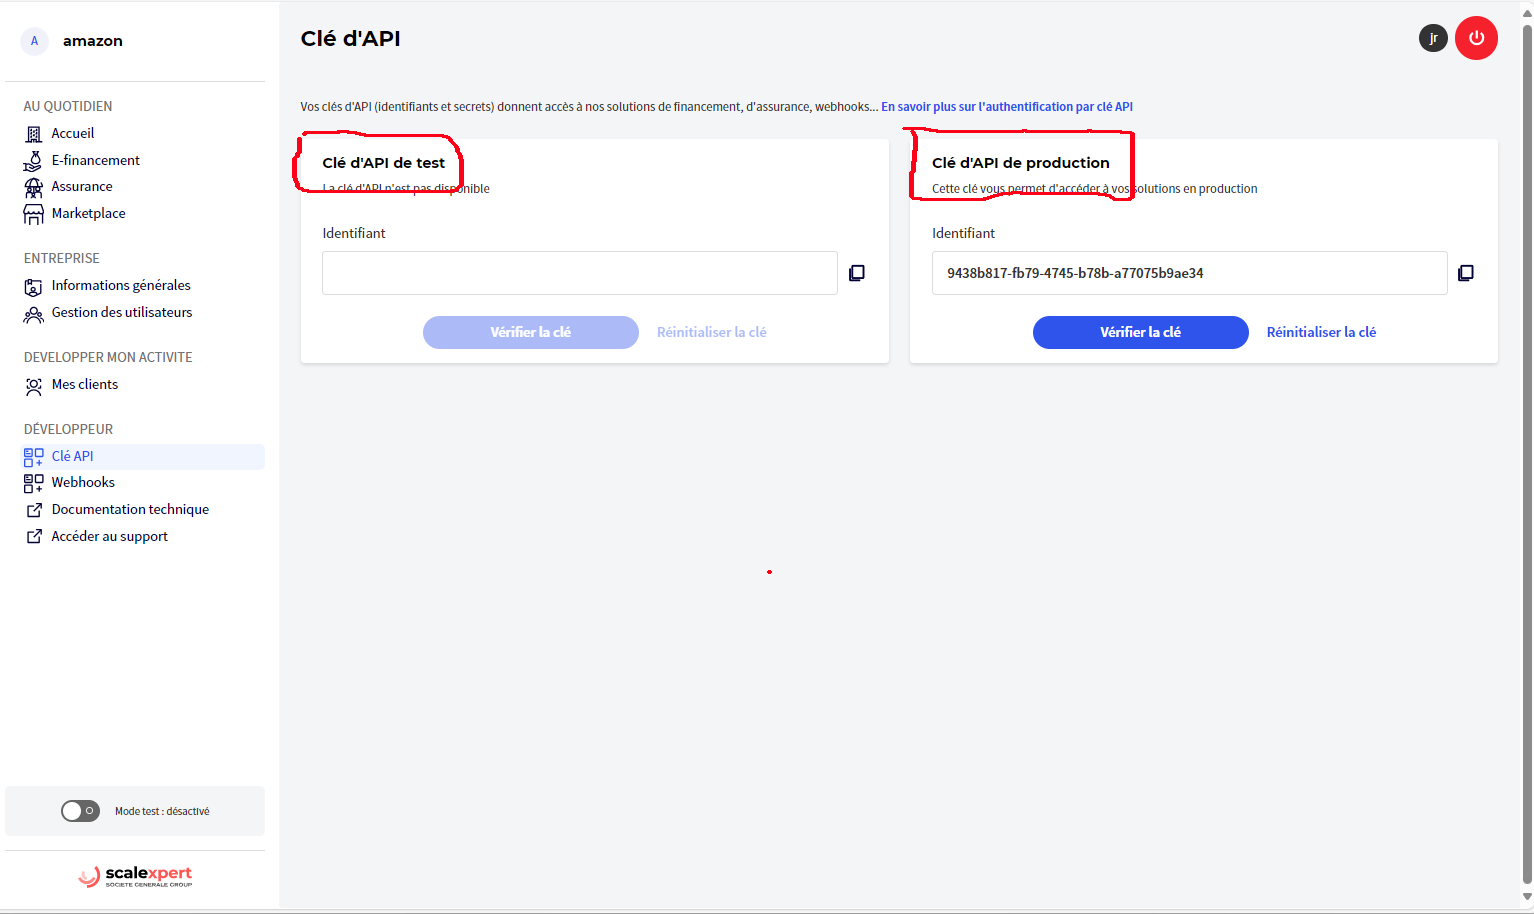 A amazon
AU QUOTIDIEN
Accueil
E-financement
Assurance
Marketplace
ENTREPRISE
Informations générales
Gestion des utilisateurs
DEVELOPPER MON ACTIVITE
Mes clients
DÉVELOPPEUR
Clé API
Webhooks
Documentation technique
Accéder au support
Mode test : désactivé
scalexpert
SOCIETE GENERALE GROUP
Clé d'API
jr
Vos clés d'API (identifiants et secrets) donnent accès à nos solutions de financement, d'assurance, webhooks... En savoir plus sur l'authentification par clé API
Clé d'API de test
La clé d'API n'est pas disponible
Identifiant
Vérifier la clé Réinitialiser la clé
Clé d'API de production
Cette clé vous permet d'accéder à vos solutions en production
Identifiant
9438b817-fb79-4745-b78b-a77075b9ae34
Vérifier la clé Réinitialiser la clé